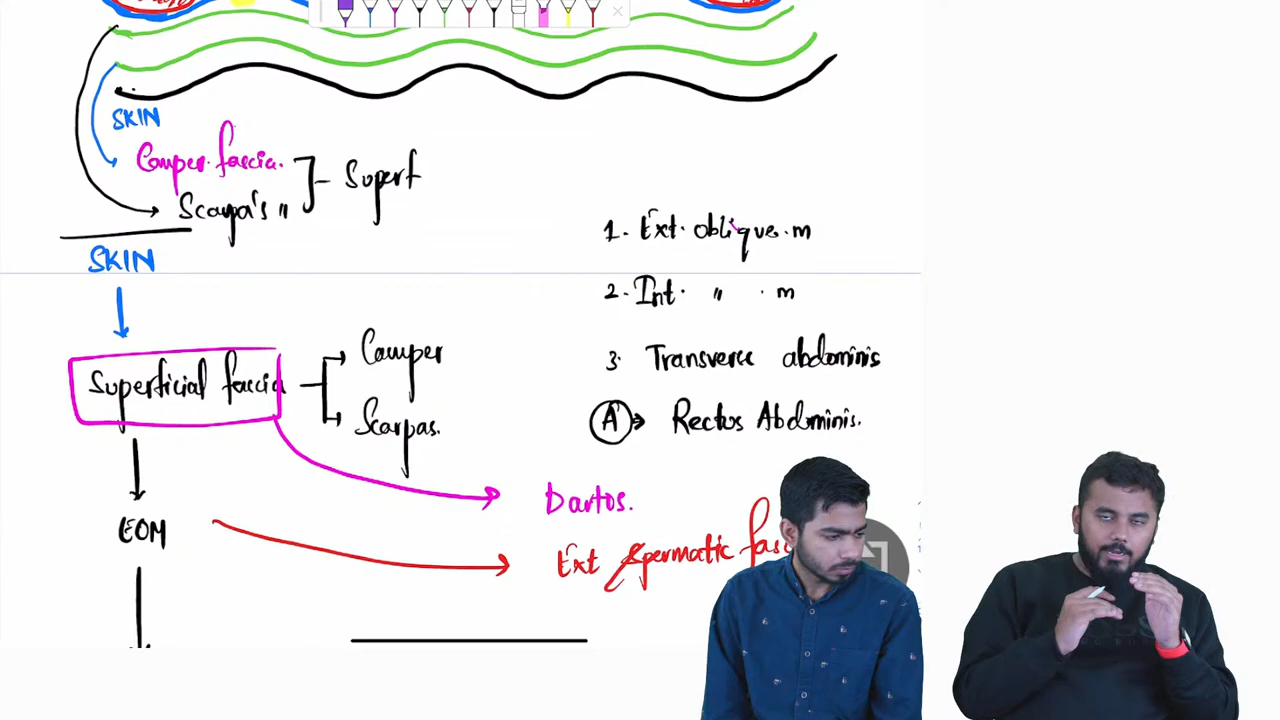 SKIN
Camper fascia.
Scarpa's "
Superf
SKIN
1. Ext. oblique. m
2. Int. " . m
Superficial fascia
Camper
Scarpas.
3. Transverse abdominis
A → Rectus Abdominis.
Dartos.
EOM
Ext spermatic fasc